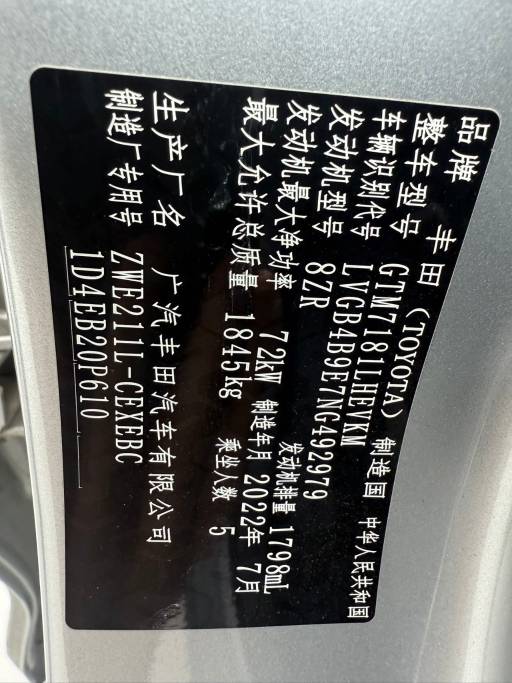 品牌 丰田 (TOYOTA) 制造国 中华人民共和国
整车型号 GTM7181LHEVKM
车辆识别代号 LVGB4B9E7NG492979
发动机型号 8ZR 发动机排量 1798mL
发动机最大净功率 72kW 制造年月 2022年 7月
最大允许总质量 1845kg 乘坐人数 5
生产厂名 广汽丰田汽车有限公司
制造厂专用号 ZWE211L-CEXEBC
1D4EB20P610